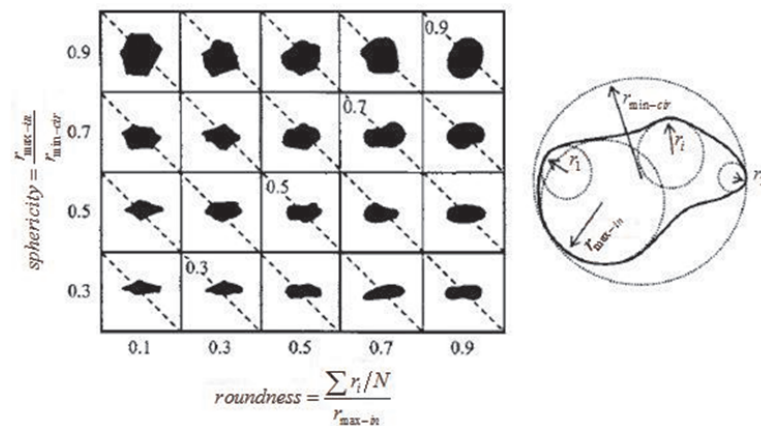 0.9
0.9
0.7
0.7
0.5
0.5
0.3
0.3
0.1 0.3 0.5 0.7 0.9
sphericity = r_max-in / r_min-cir
roundness = ∑ r_i/N / r_max-in
r_min-cir
r_i
r_1
r_max-in